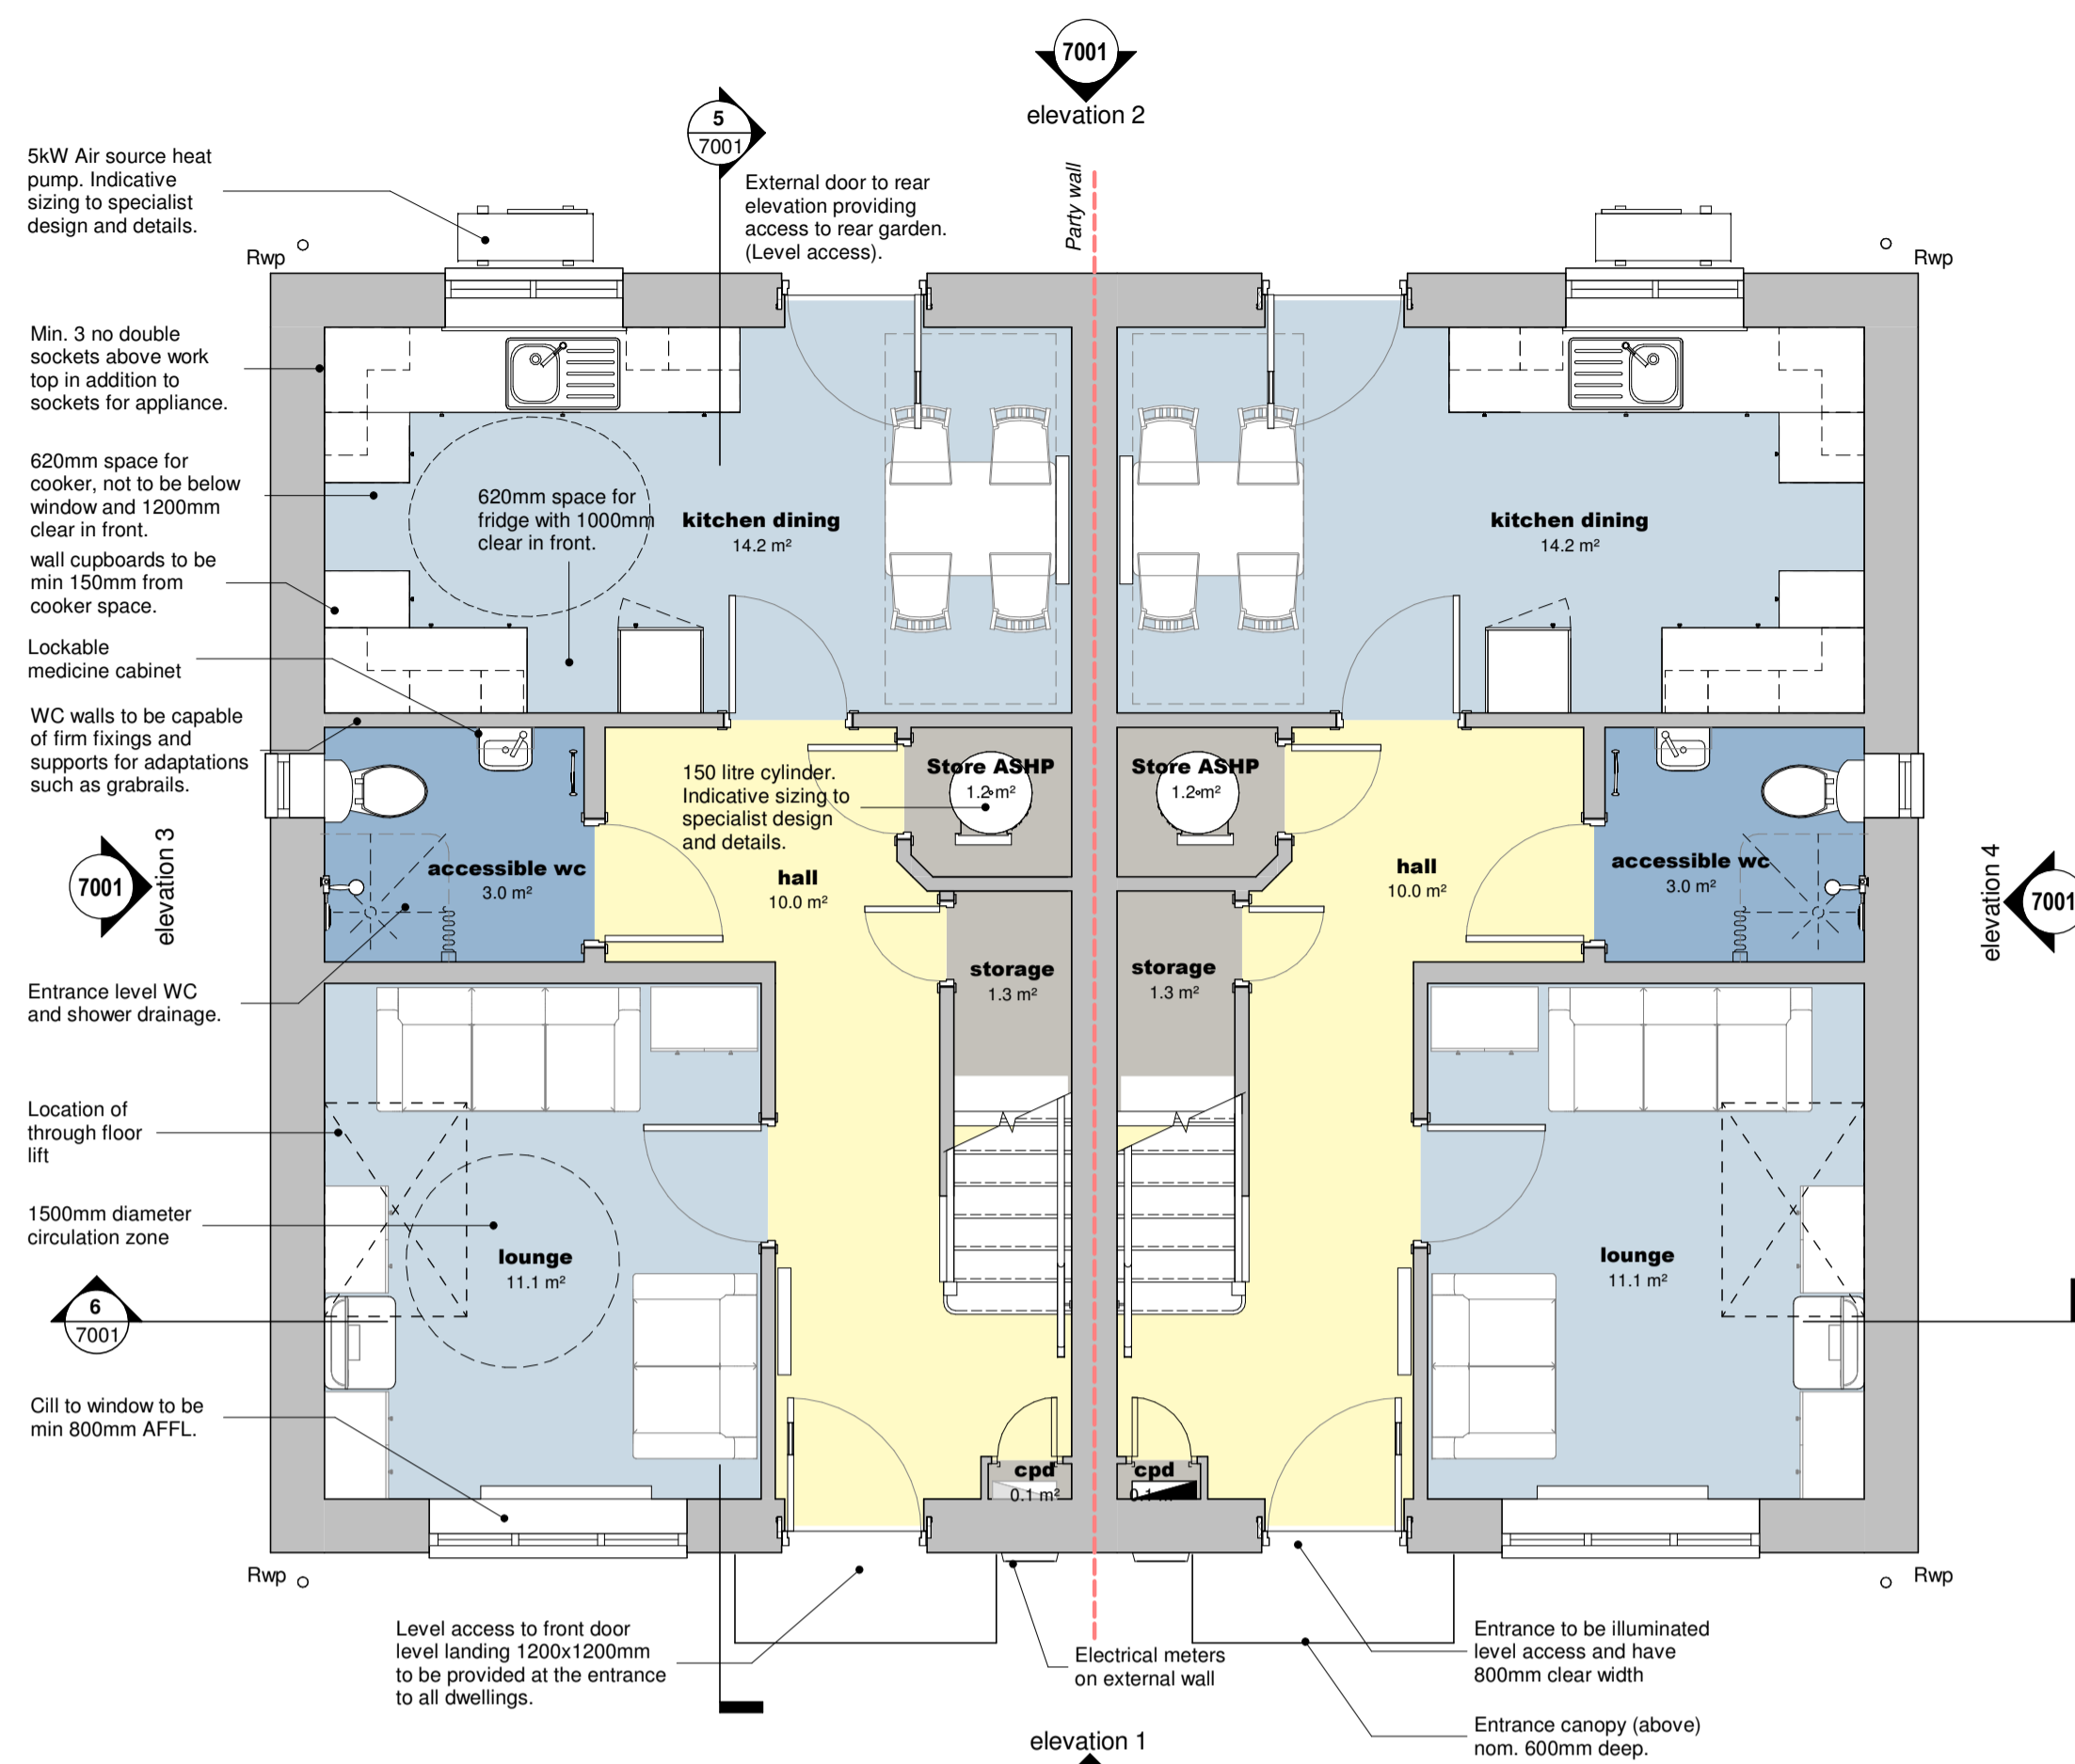 7001
elevation 2
5
7001
5kW Air source heat
pump. Indicative
sizing to specialist
design and details.
External door to rear
elevation providing
access to rear garden.
(Level access).
Party wall
Rwp
Rwp
Min. 3 no double
sockets above work
top in addition to
sockets for appliance.
620mm space for
cooker, not to be below
window and 1200mm
clear in front.
620mm space for
fridge with 1000mm
clear in front.
kitchen dining
14.2 m²
kitchen dining
14.2 m²
wall cupboards to be
min 150mm from
cooker space.
Lockable
medicine cabinet
WC walls to be capable
of firm fixings and
supports for adaptations
such as grabrails.
150 litre cylinder.
Indicative sizing to
specialist design
and details.
Store ASHP
1.2 m²
Store ASHP
1.2 m²
7001
elevation 3
accessible wc
3.0 m²
hall
10.0 m²
hall
10.0 m²
accessible wc
3.0 m²
elevation 4
7001
storage
1.3 m²
storage
1.3 m²
Entrance level WC
and shower drainage.
Location of
through floor
lift
1500mm diameter
circulation zone
lounge
11.1 m²
lounge
11.1 m²
6
7001
Cill to window to be
min 800mm AFFL.
cpd
0.1 m²
cpd
0.1 m²
Rwp
Rwp
Level access to front door
level landing 1200x1200mm
to be provided at the entrance
to all dwellings.
Electrical meters
on external wall
Entrance to be illuminated
level access and have
800mm clear width
Entrance canopy (above)
nom. 600mm deep.
elevation 1